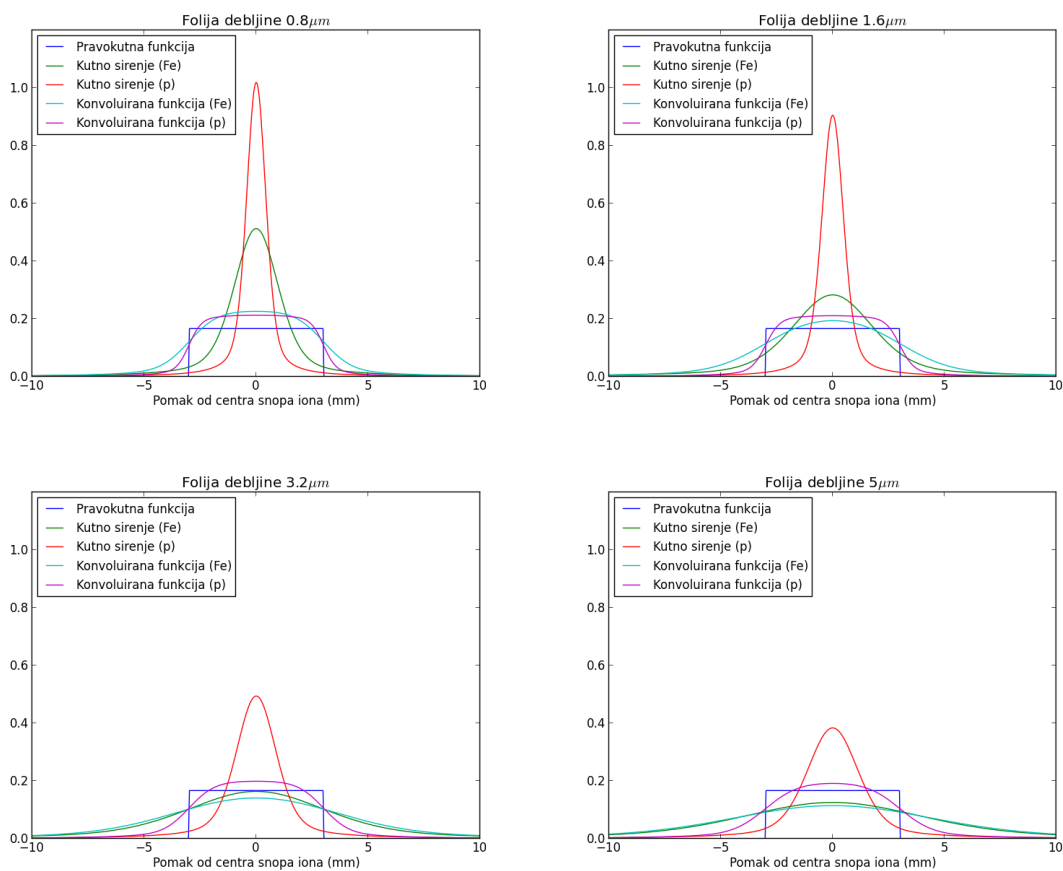 Folija debljine 0.8μm
Pravokutna funkcija
Kutno sirenje (Fe)
Kutno sirenje (p)
Konvoluirana funkcija (Fe)
Konvoluirana funkcija (p)
1.0
0.8
0.6
0.4
0.2
0.0
−10
−5
0
5
10
Pomak od centra snopa iona (mm)
Folija debljine 1.6μm
Pravokutna funkcija
Kutno sirenje (Fe)
Kutno sirenje (p)
Konvoluirana funkcija (Fe)
Konvoluirana funkcija (p)
1.0
0.8
0.6
0.4
0.2
0.0
−10
−5
0
5
10
Pomak od centra snopa iona (mm)
Folija debljine 3.2μm
Pravokutna funkcija
Kutno sirenje (Fe)
Kutno sirenje (p)
Konvoluirana funkcija (Fe)
Konvoluirana funkcija (p)
1.0
0.8
0.6
0.4
0.2
0.0
−10
−5
0
5
10
Pomak od centra snopa iona (mm)
Folija debljine 5μm
Pravokutna funkcija
Kutno sirenje (Fe)
Kutno sirenje (p)
Konvoluirana funkcija (Fe)
Konvoluirana funkcija (p)
1.0
0.8
0.6
0.4
0.2
0.0
−10
−5
0
5
10
Pomak od centra snopa iona (mm)